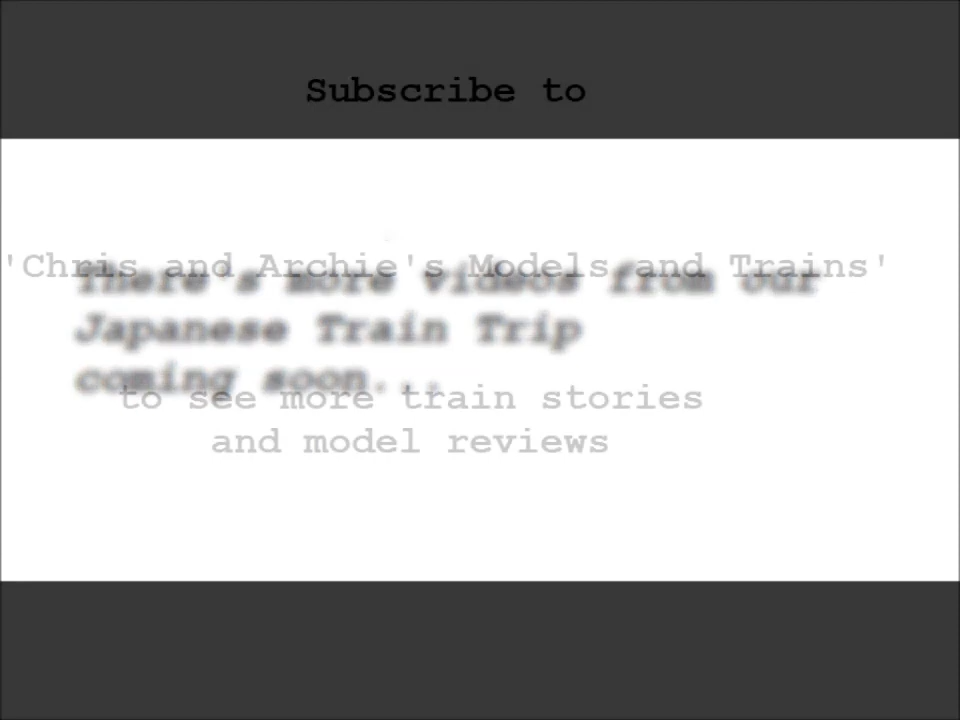 Subscribe to
'Chris and Archie's Models and Trains'
There's more videos from our
Japanese Train Trip
coming soon...
to see more train stories
and model reviews